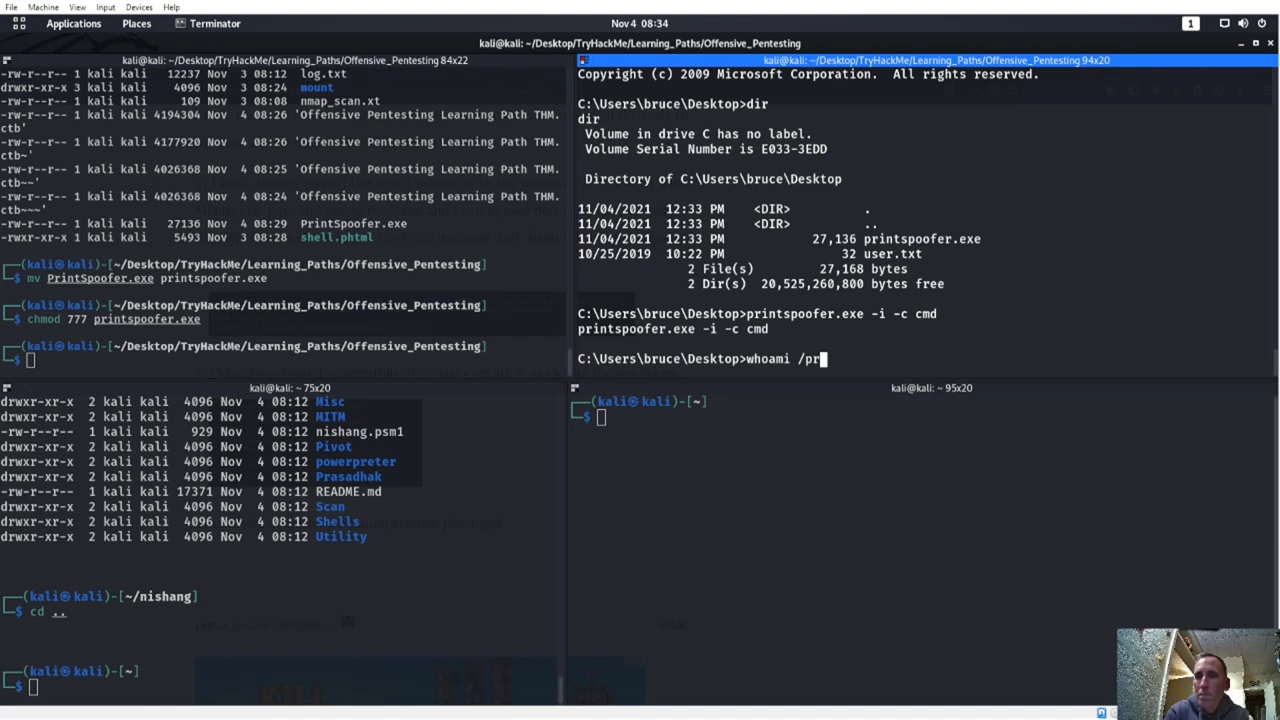 File Machine View Input Devices Help
Applications Places Terminator
Nov 4 08:34
1
kali@kali: ~/Desktop/TryHackMe/Learning_Paths/Offensive_Pentesting
kali@kali: ~/Desktop/TryHackMe/Learning_Paths/Offensive_Pentesting 84x22
-rw-r--r-- 1 kali kali 12237 Nov 3 08:12 log.txt
drwxr-xr-x 3 kali kali 4096 Nov 3 08:24 mount
-rw-r--r-- 1 kali kali 109 Nov 3 08:08 nmap_scan.xt
-rw-r--r-- 1 kali kali 4194304 Nov 4 08:26 'Offensive Pentesting Learning Path THM.
ctb'
-rw-r--r-- 1 kali kali 4177920 Nov 4 08:26 'Offensive Pentesting Learning Path THM.
ctb~'
-rw-r--r-- 1 kali kali 4026368 Nov 4 08:25 'Offensive Pentesting Learning Path THM.
ctb~~'
-rw-r--r-- 1 kali kali 4026368 Nov 4 08:24 'Offensive Pentesting Learning Path THM.
ctb~~~'
-rw-r--r-- 1 kali kali 27136 Nov 4 08:29 PrintSpoofer.exe
-rw-r--r-- 1 kali kali 5493 Nov 3 08:28 shell.phtml
┌──(kali㉿kali)-[~/Desktop/TryHackMe/Learning_Paths/Offensive_Pentesting]
└─$ mv PrintSpoofer.exe printspoofer.exe
┌──(kali㉿kali)-[~/Desktop/TryHackMe/Learning_Paths/Offensive_Pentesting]
└─$ chmod 777 printspoofer.exe
┌──(kali㉿kali)-[~/Desktop/TryHackMe/Learning_Paths/Offensive_Pentesting]
└─$
kali@kali: ~/Desktop/TryHackMe/Learning_Paths/Offensive_Pentesting 94x20
Copyright (c) 2009 Microsoft Corporation. All rights reserved.
C:\Users\bruce\Desktop>dir
dir
Volume in drive C has no label.
Volume Serial Number is E033-3EDD
Directory of C:\Users\bruce\Desktop
11/04/2021 12:33 PM <DIR> .
11/04/2021 12:33 PM <DIR> ..
11/04/2021 12:33 PM 27,136 printspoofer.exe
10/25/2019 10:22 PM 32 user.txt
2 File(s) 27,168 bytes
2 Dir(s) 20,525,260,800 bytes free
C:\Users\bruce\Desktop>printspoofer.exe -i -c cmd
printspoofer.exe -i -c cmd
C:\Users\bruce\Desktop>whoami /pr
kali@kali: ~ 75x20
drwxr-xr-x 2 kali kali 4096 Nov 4 08:12 Misc
drwxr-xr-x 2 kali kali 4096 Nov 4 08:12 MITM
-rw-r--r-- 1 kali kali 929 Nov 4 08:12 nishang.psm1
drwxr-xr-x 2 kali kali 4096 Nov 4 08:12 Pivot
drwxr-xr-x 2 kali kali 4096 Nov 4 08:12 powerpreter
drwxr-xr-x 2 kali kali 4096 Nov 4 08:12 Prasadhak
-rw-r--r-- 1 kali kali 17371 Nov 4 08:12 README.md
drwxr-xr-x 2 kali kali 4096 Nov 4 08:12 Scan
drwxr-xr-x 2 kali kali 4096 Nov 4 08:12 Shells
drwxr-xr-x 2 kali kali 4096 Nov 4 08:12 Utility
┌──(kali㉿kali)-[~/nishang]
└─$ cd ..
┌──(kali㉿kali)-[~]
└─$
kali@kali: ~ 95x20
┌──(kali㉿kali)-[~]
└─$